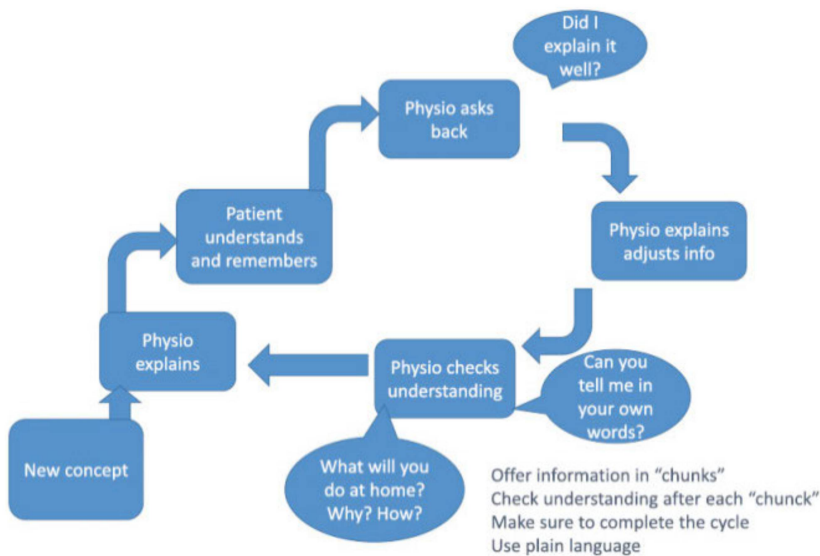 Did I
explain it
well?
Physio asks
back
Patient
understands
and remembers
Physio explains
adjusts info
Physio
explains
Physio checks
understanding
Can you
tell me in
your own
words?
New concept
What will you
do at home?
Why? How?
Offer information in “chunks”
Check understanding after each “chunck”
Make sure to complete the cycle
Use plain language